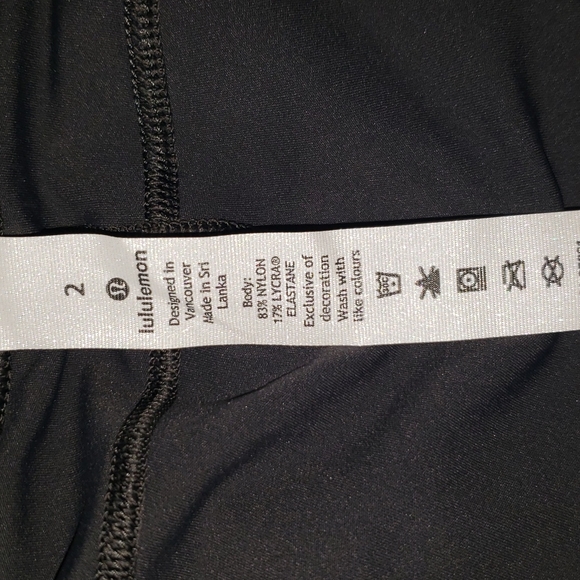 2
lululemon
Designed in
Vancouver
Made in Sri
Lanka
Body:
83% NYLON
17% LYCRA®
ELASTANE
Exclusive of
decoration
Wash with
like colours